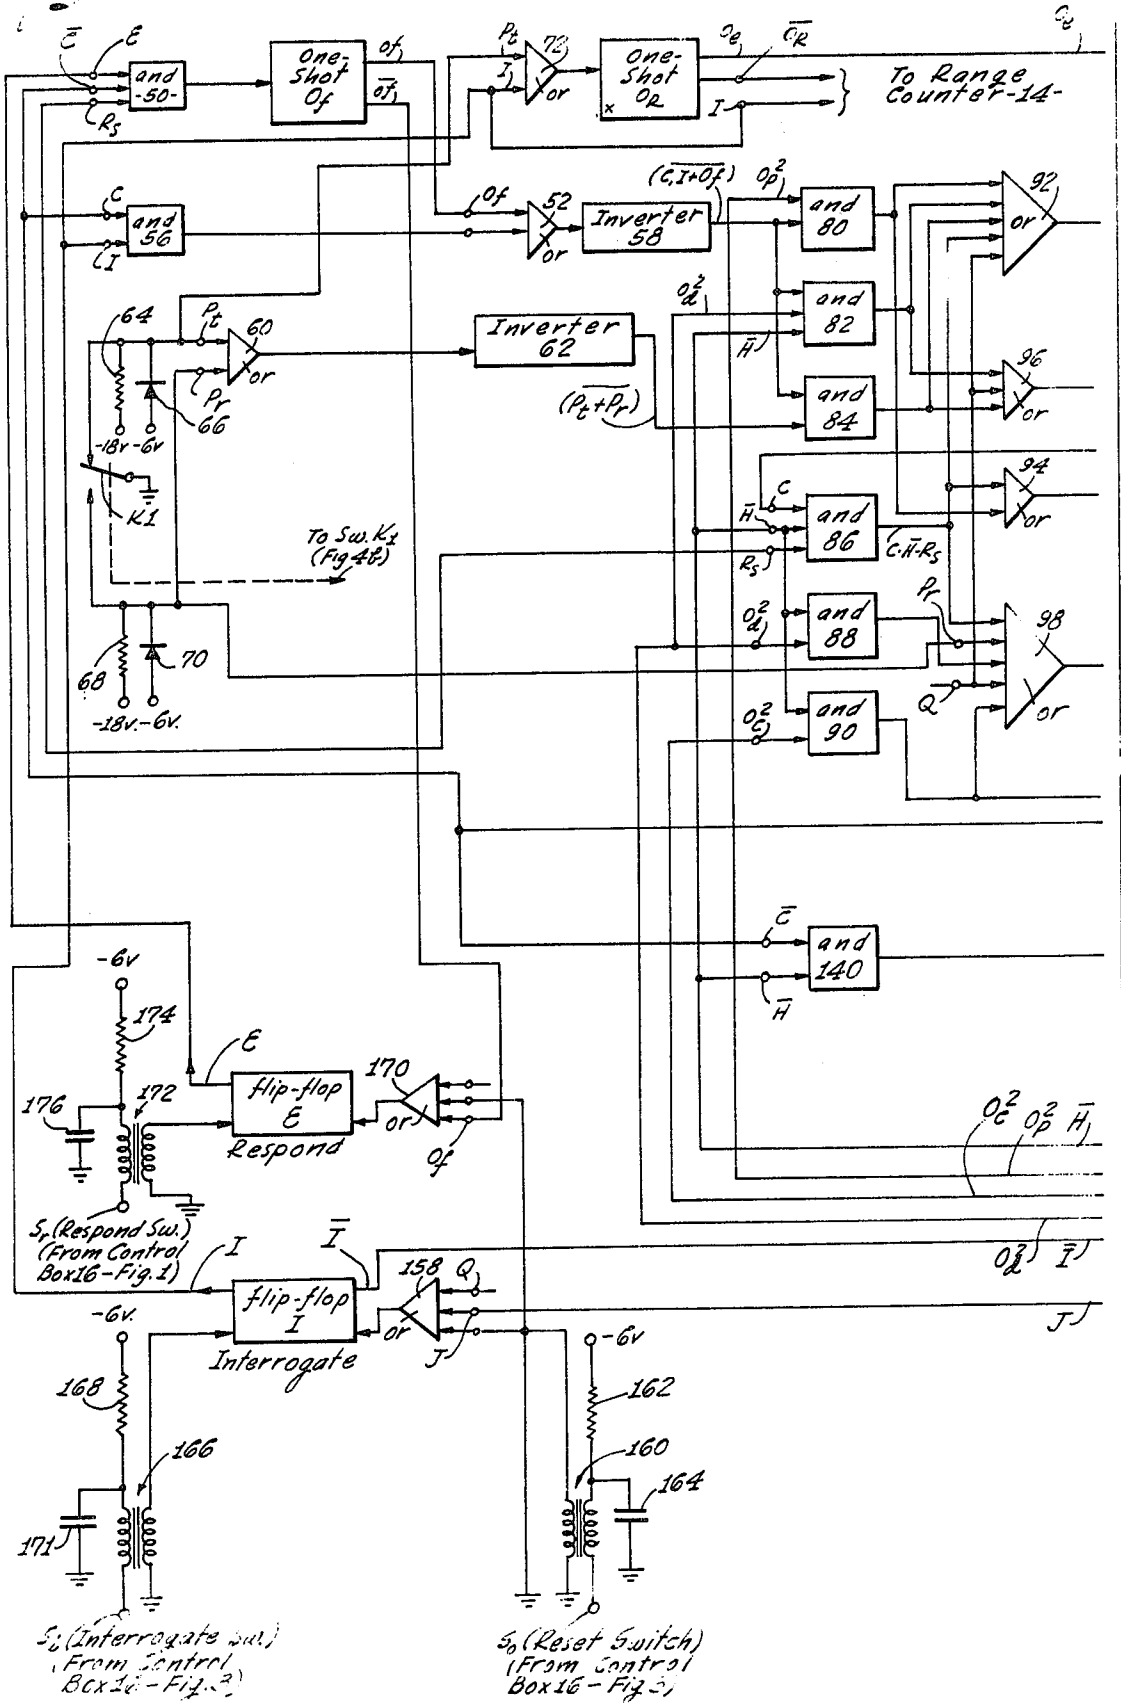 C̅
E
Rs
and
-50-
One-
Shot
Of
of
o̅f̅
Pt
I
72
or
One-
Shot
OR
x
Oe
O̅R̅
I
Oe
To Range
Counter-14-
C
I
and
56
Of
52
or
Inverter
58
(C,I+Of)
Op²
and
80
92
or
64
Pt
60
or
Pr
66
-18v -6v
K1
Inverter
62
(Pt+Pr)
Od²
H̅
and
82
and
84
96
or
94
or
To Sw. K1
(Fig 4b)
C
H̅
Rs
and
86
C·H̅·Rs
Pr
68
70
-18v. -6v.
Od²
and
88
98
or
Q
Oc²
and
90
C̅
H̅
and
140
-6v
174
E
176
172
flip-flop
E
Respond
170
or
Of
Sr (Respond Sw.)
(From Control
Box16-Fig.1)
I
I̅
flip-flop
I
Interrogate
158
or
Q
J
Oc²
Op²
H̅
Od²
I̅
J
-6v.
168
166
171
-6v
162
160
164
Si (Interrogate Sw.)
(From Control
So (Reset Switch)
(From Control